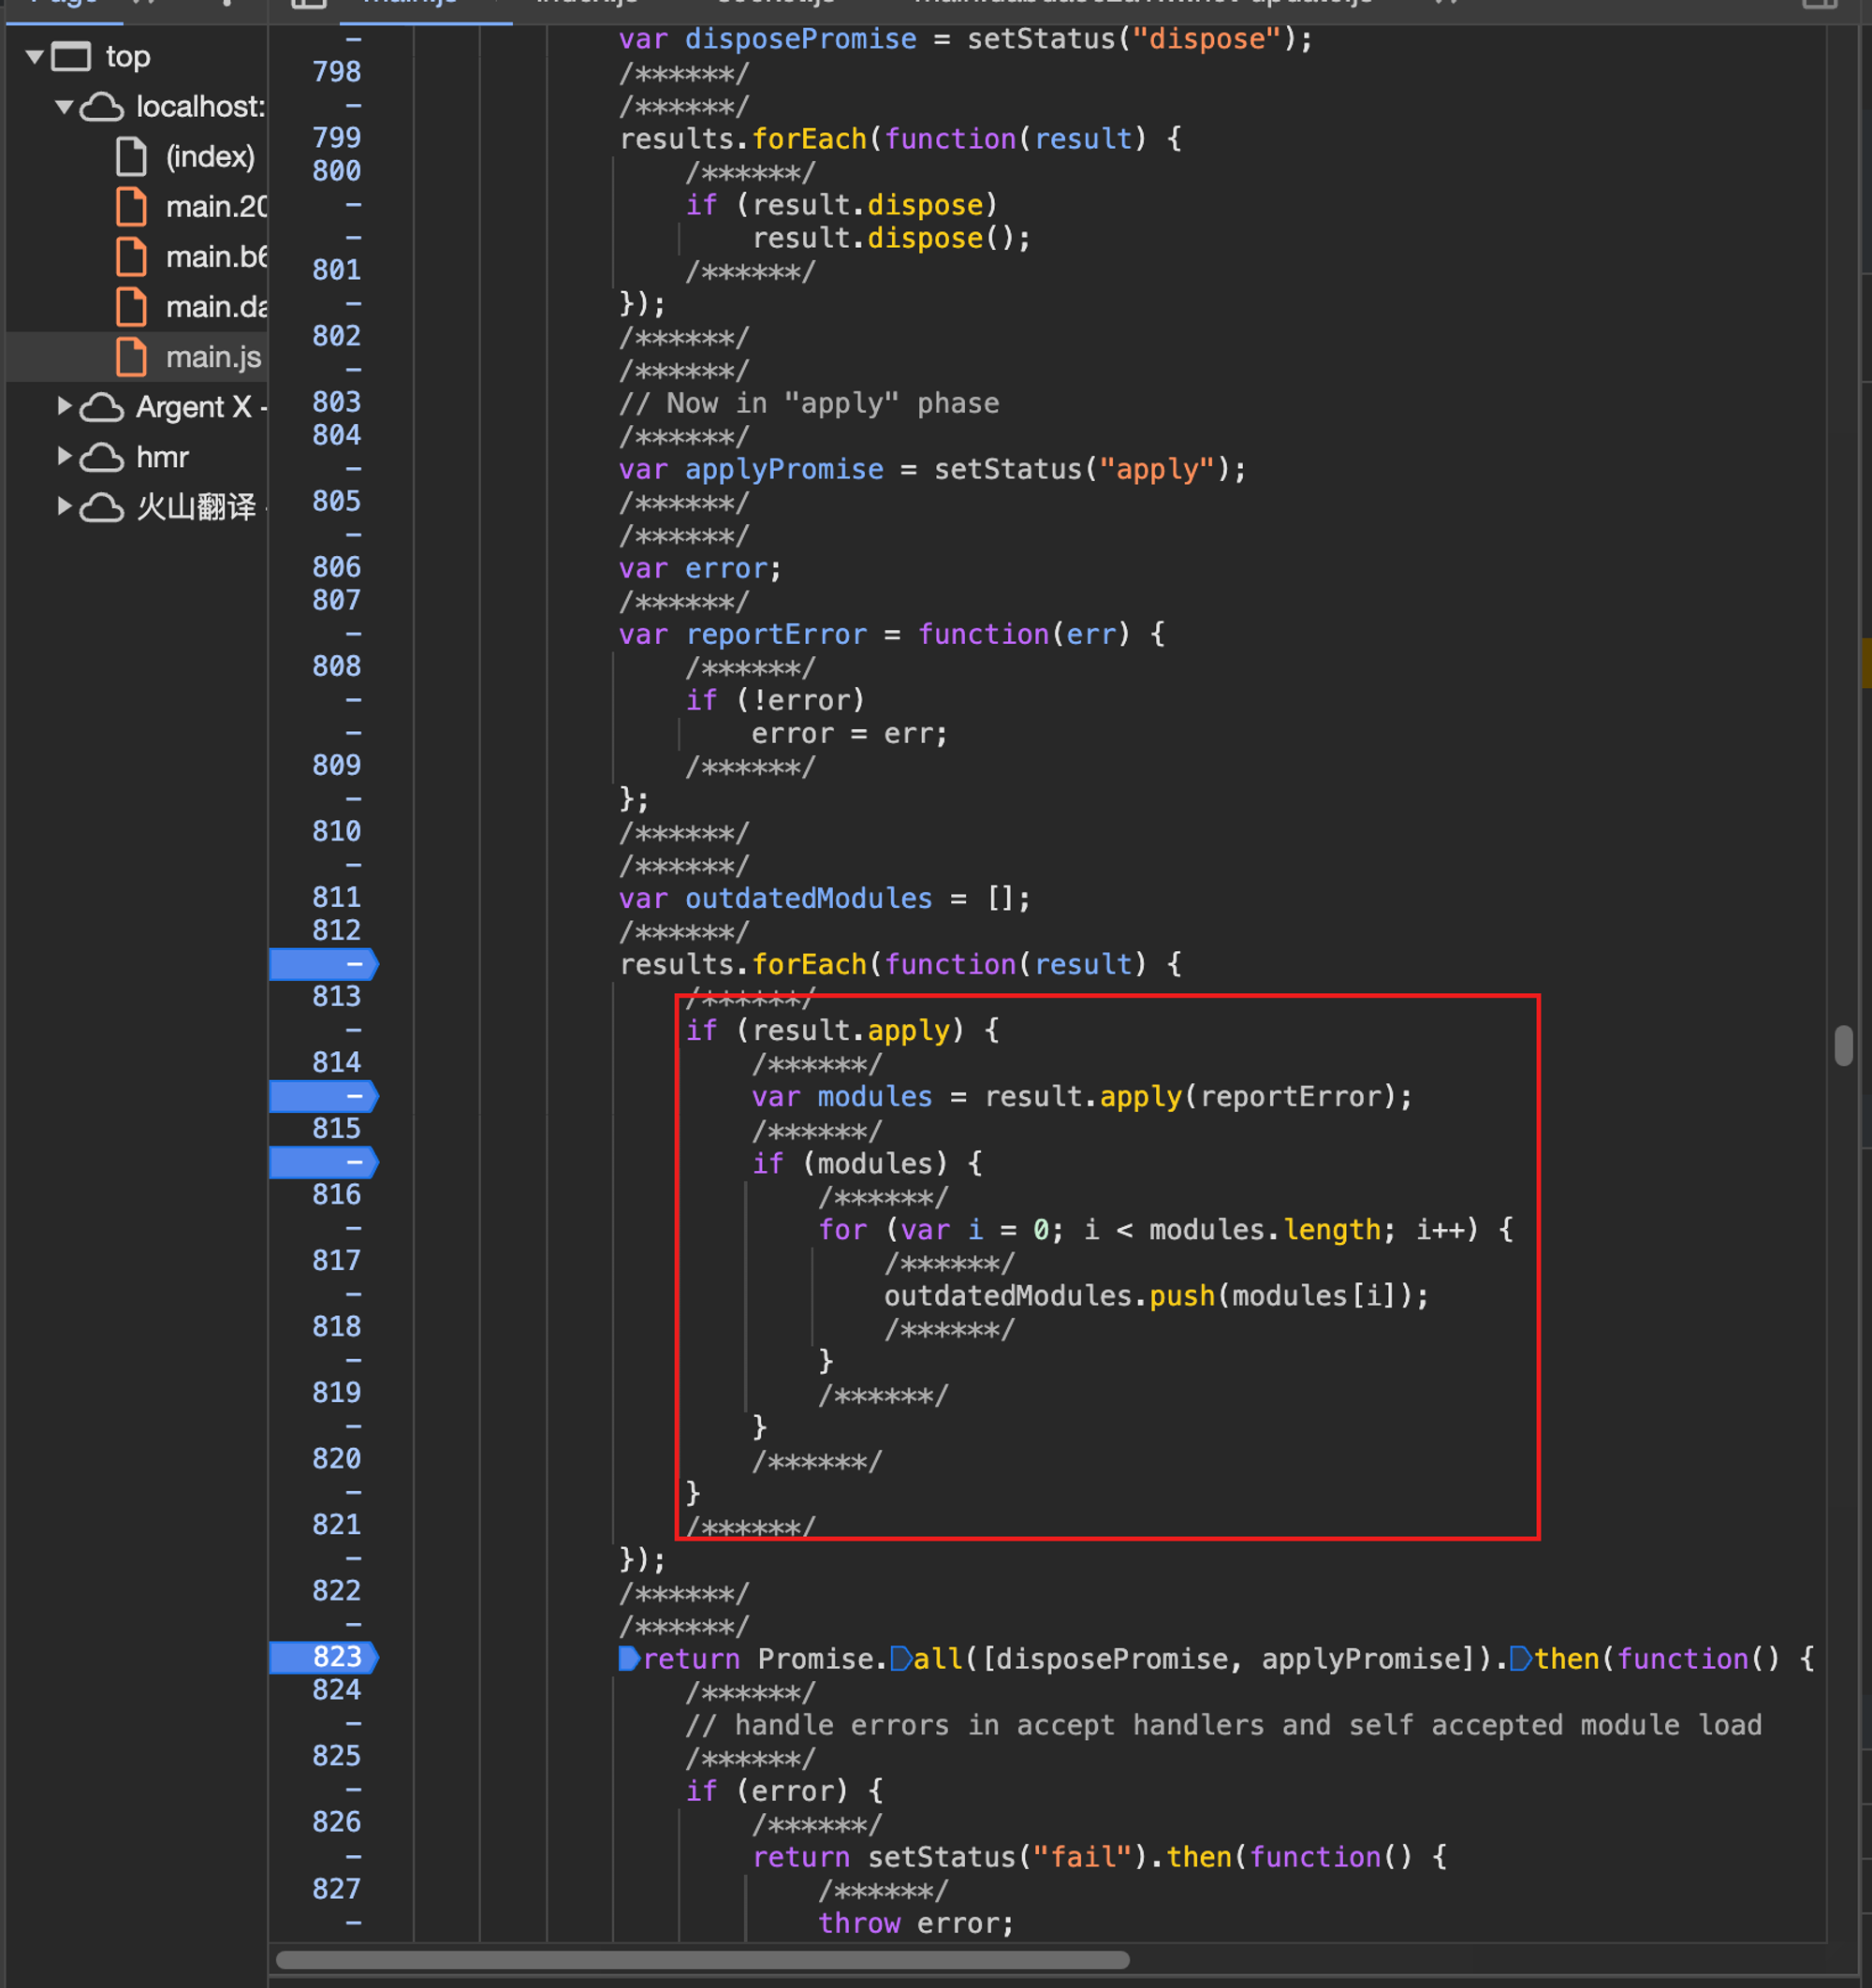 top
localhost:
(index)
main.20
main.b6
main.da
main.js
Argent X -
hmr
火山翻译 -
- var disposePromise = setStatus("dispose");
798 /******/
- /******/
799 results.forEach(function(result) {
800 /******/
- if (result.dispose)
- result.dispose();
801 /******/
- });
802 /******/
- /******/
803 // Now in "apply" phase
804 /******/
- var applyPromise = setStatus("apply");
805 /******/
- /******/
806 var error;
807 /******/
- var reportError = function(err) {
808 /******/
- if (!error)
- error = err;
809 /******/
- };
810 /******/
- /******/
811 var outdatedModules = [];
812 /******/
- results.forEach(function(result) {
813 /******/
- if (result.apply) {
814 /******/
- var modules = result.apply(reportError);
815 /******/
- if (modules) {
816 /******/
- for (var i = 0; i < modules.length; i++) {
817 /******/
- outdatedModules.push(modules[i]);
818 /******/
- }
819 /******/
- }
820 /******/
- }
821 /******/
- });
822 /******/
- /******/
823 return Promise.all([disposePromise, applyPromise]).then(function() {
824 /******/
- // handle errors in accept handlers and self accepted module load
825 /******/
- if (error) {
826 /******/
- return setStatus("fail").then(function() {
827 /******/
- throw error;